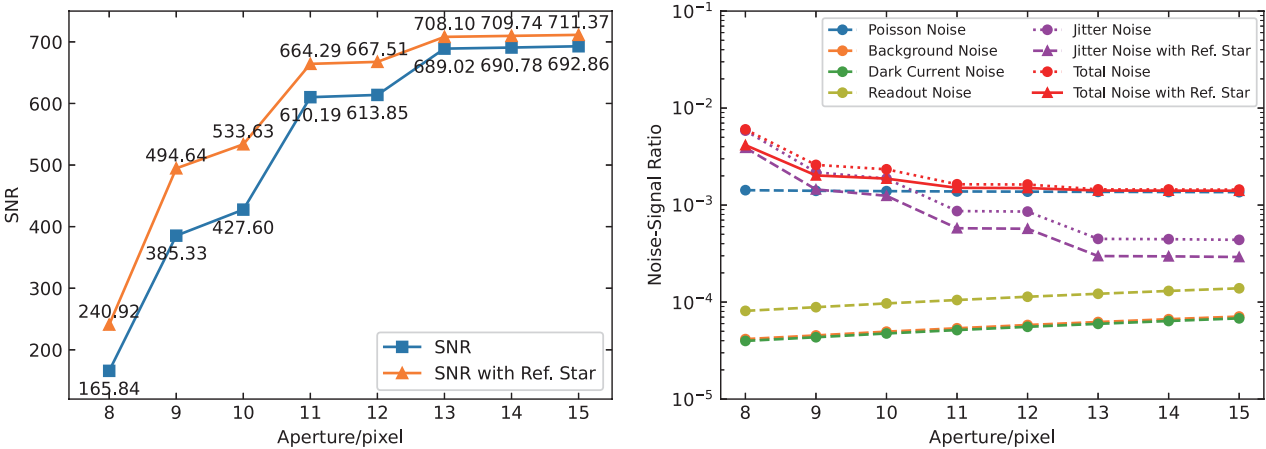 700
600
500
400
300
200
SNR
240.92
494.64
533.63
664.29 667.51
708.10 709.74 711.37
165.84
385.33
427.60
610.19 613.85
689.02 690.78 692.86
SNR
SNR with Ref. Star
8 9 10 11 12 13 14 15
Aperture/pixel
10⁻¹
10⁻²
10⁻³
10⁻⁴
10⁻⁵
Noise-Signal Ratio
Poisson Noise
Background Noise
Dark Current Noise
Readout Noise
Jitter Noise
Jitter Noise with Ref. Star
Total Noise
Total Noise with Ref. Star
8 9 10 11 12 13 14 15
Aperture/pixel